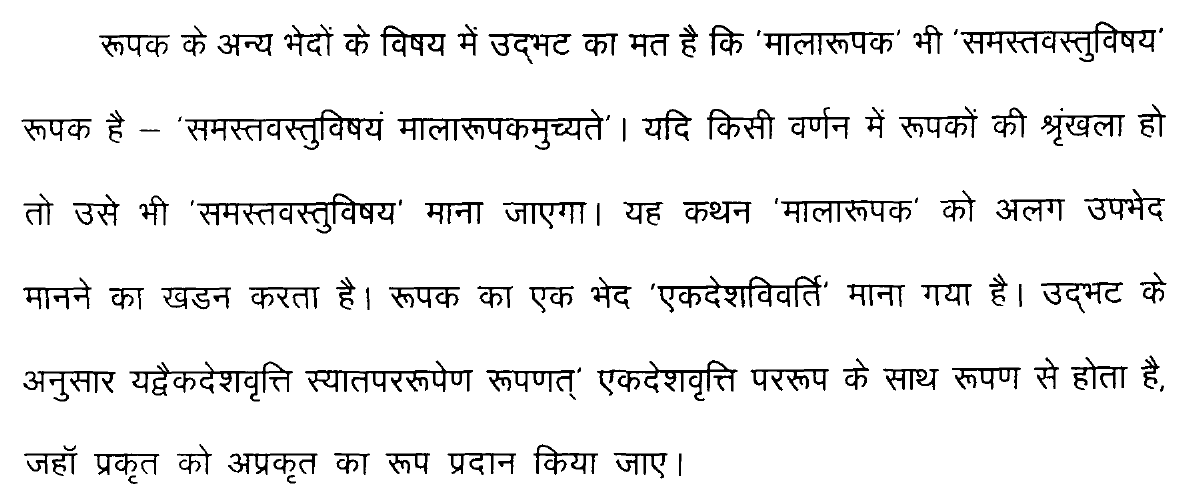 रूपक के अन्य भेदों के विषय में उद्‌भट का मत है कि 'मालारूपक' भी 'समस्तवस्तुविषय'
रूपक है – 'समस्तवस्तुविषयं मालारूपकमुच्यते'। यदि किसी वर्णन में रूपकों की श्रृंखला हो
तो उसे भी 'समस्तवस्तुविषय' माना जाएगा। यह कथन 'मालारूपक' को अलग उपभेद
मानने का खडन करता है। रूपक का एक भेद 'एकदेशविवर्ति' माना गया है। उद्‌भट के
अनुसार यद्वैकदेशवृत्ति स्यातपररूपेण रूपणत्' एकदेशवृत्ति पररूप के साथ रूपण से होता है,
जहॉ प्रकृत को अप्रकृत का रूप प्रदान किया जाए।